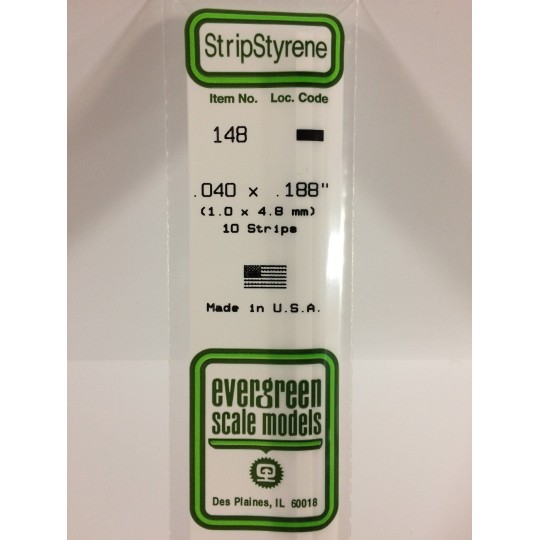 StripStyrene
Item No. Loc. Code
148
.040 x .188"
(1.0 x 4.8 mm)
10 Strips
Made in U.S.A.
evergreen
scale models
Des Plaines, IL 60018